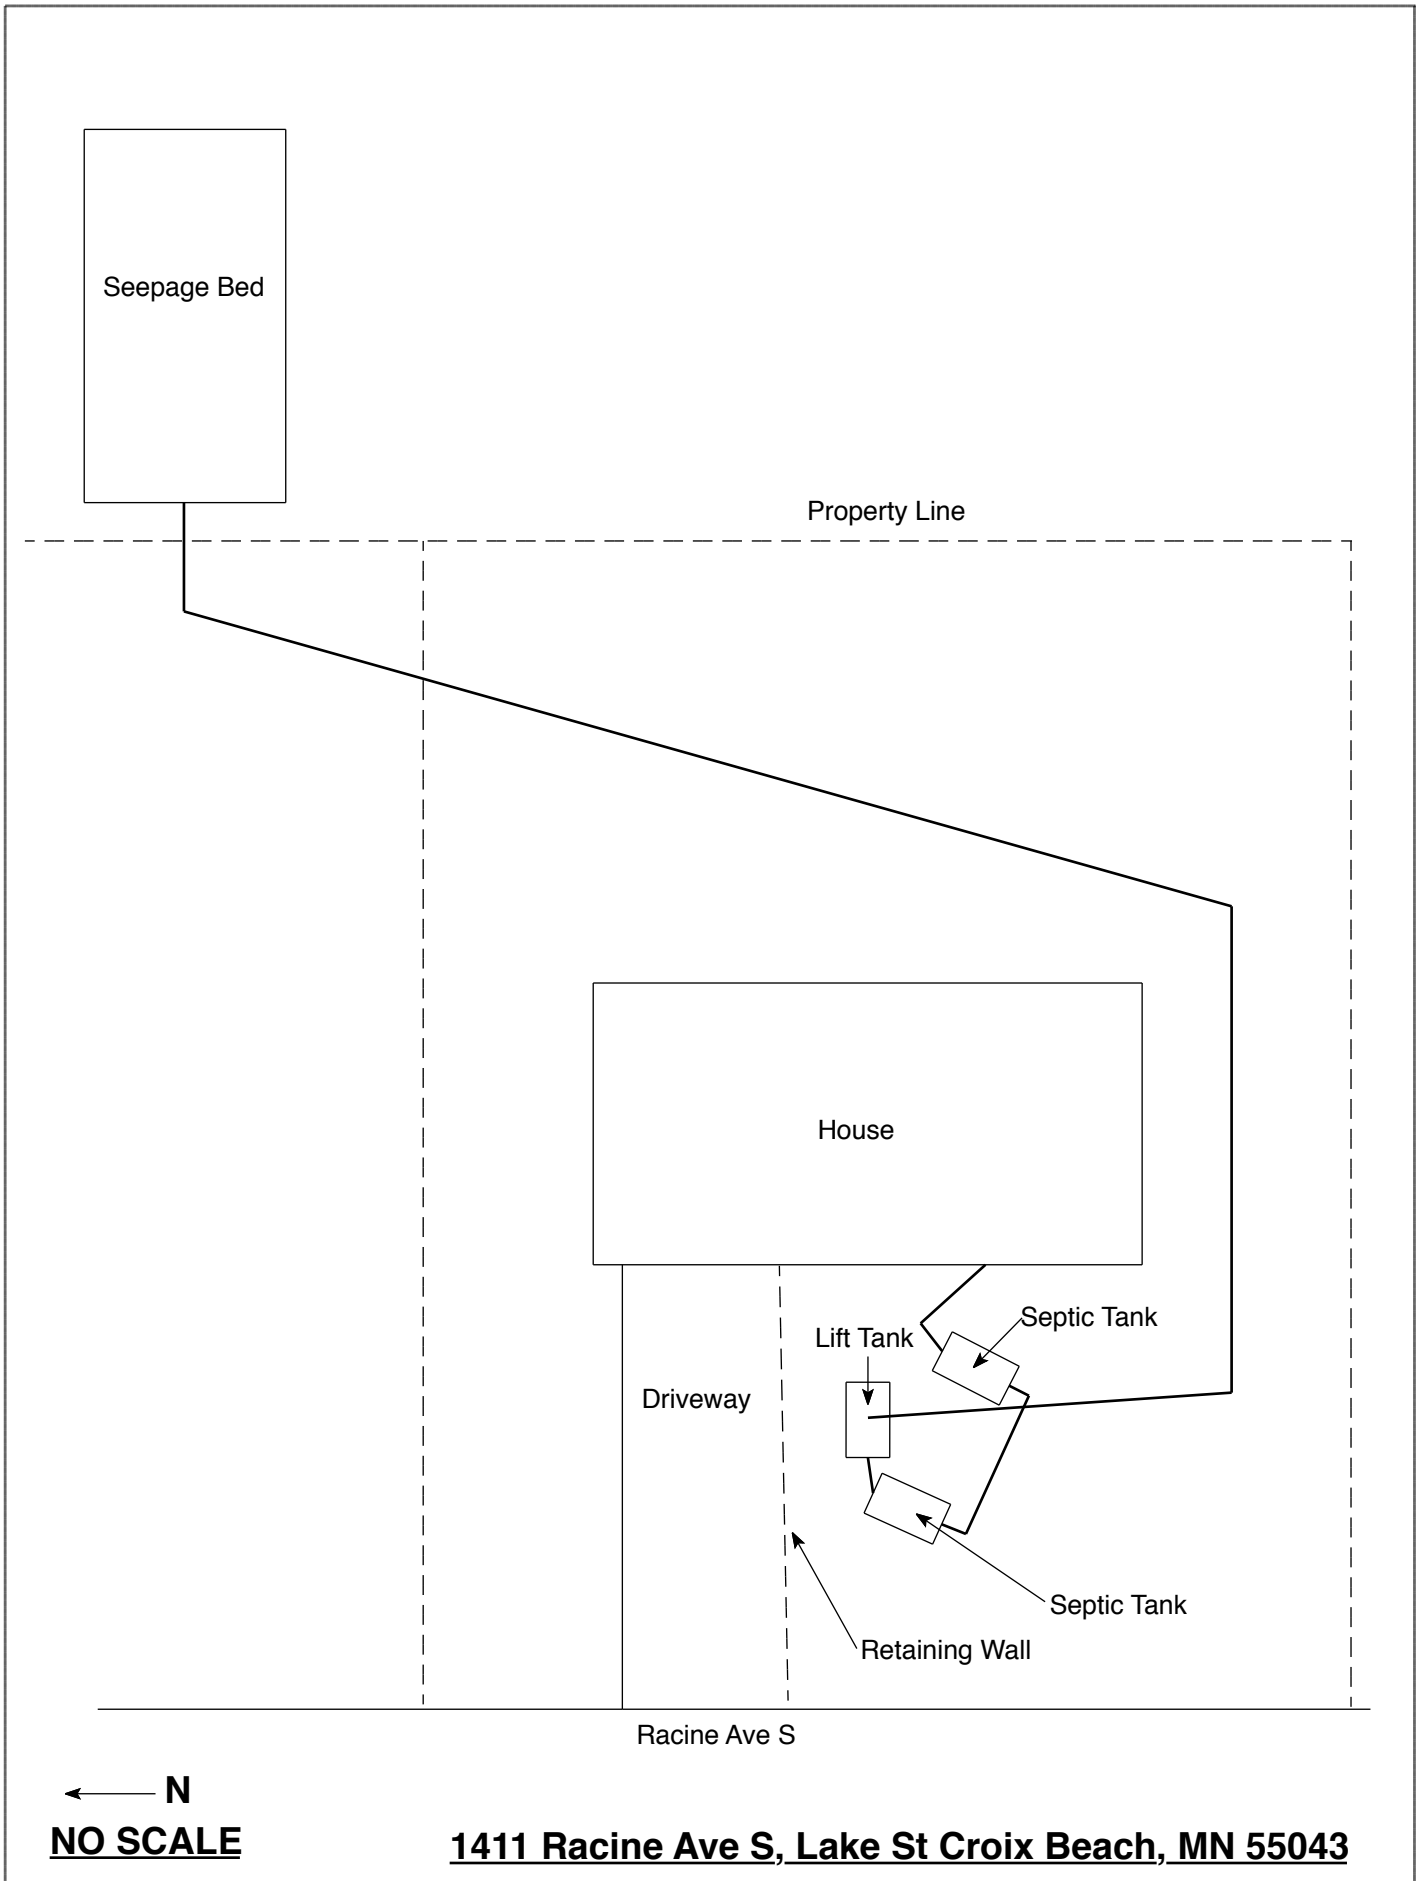 Seepage Bed
Property Line
House
Septic Tank
Lift Tank
Driveway
Septic Tank
Retaining Wall
Racine Ave S
N
NO SCALE
1411 Racine Ave S, Lake St Croix Beach, MN 55043